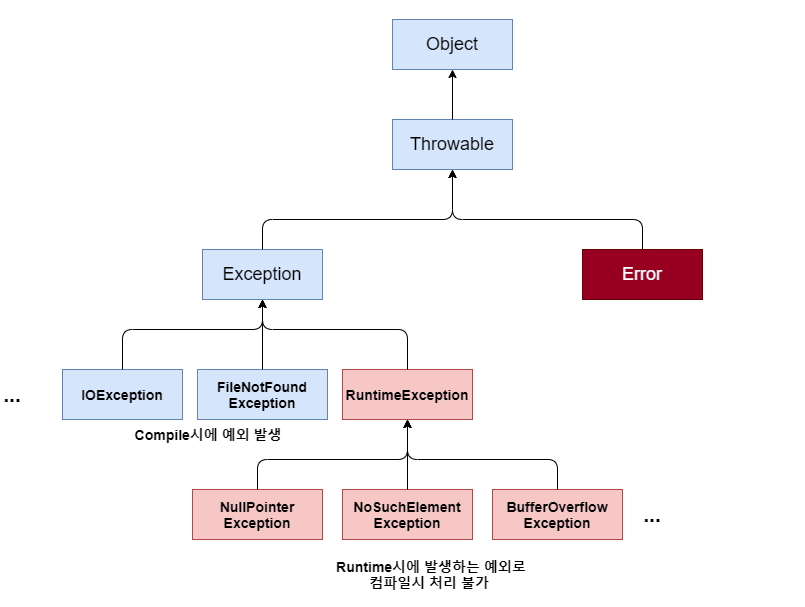 Object
Throwable
Exception
Error
...
IOException
FileNotFound
Exception
RuntimeException
Compile시에 예외 발생
NullPointer
Exception
NoSuchElement
Exception
BufferOverflow
Exception
...
Runtime시에 발생하는 예외로
컴파일시 처리 불가